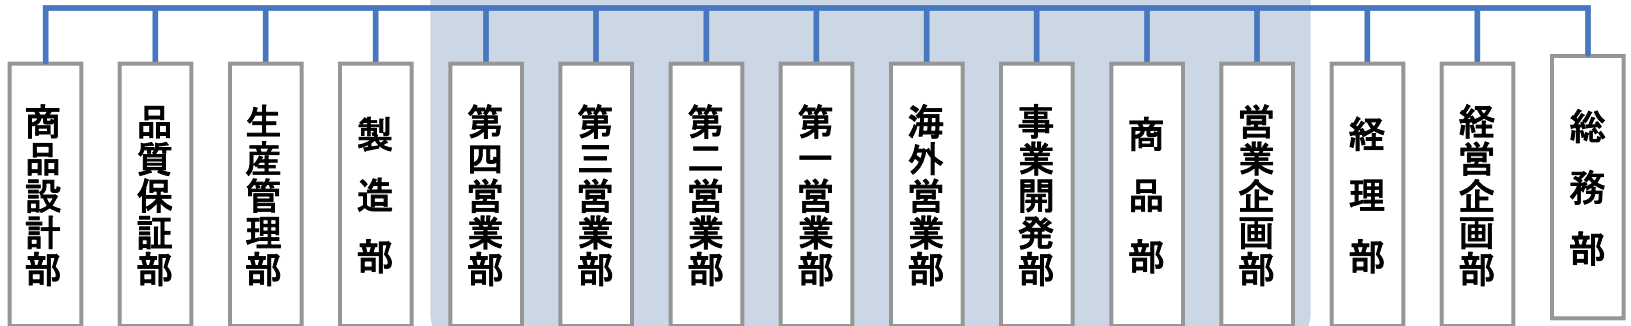 商品設計部
品質保証部
生産管理部
製造部
第四営業部
第三営業部
第二営業部
第一営業部
海外営業部
事業開発部
商品部
営業企画部
経理部
経営企画部
総務部